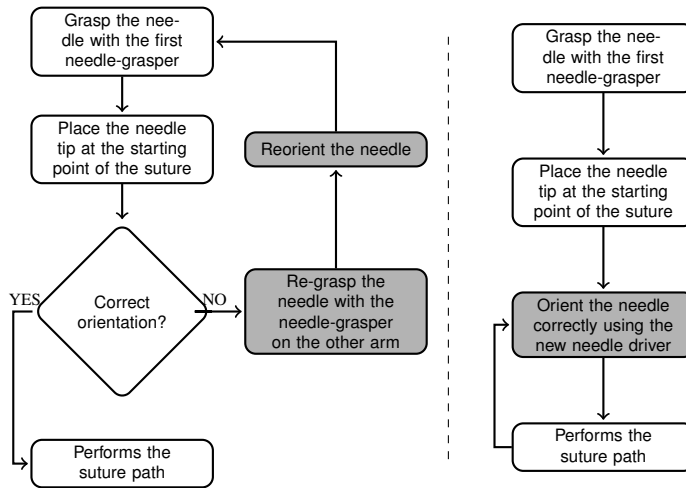 Grasp the nee-
dle with the first
needle-grasper
Place the needle
tip at the starting
point of the suture
Correct
orientation?
YES
NO
Re-grasp the
needle with the
needle-grasper
on the other arm
Reorient the needle
Performs the
suture path
Grasp the nee-
dle with the first
needle-grasper
Place the needle
tip at the starting
point of the suture
Orient the needle
correctly using the
new needle driver
Performs the
suture path